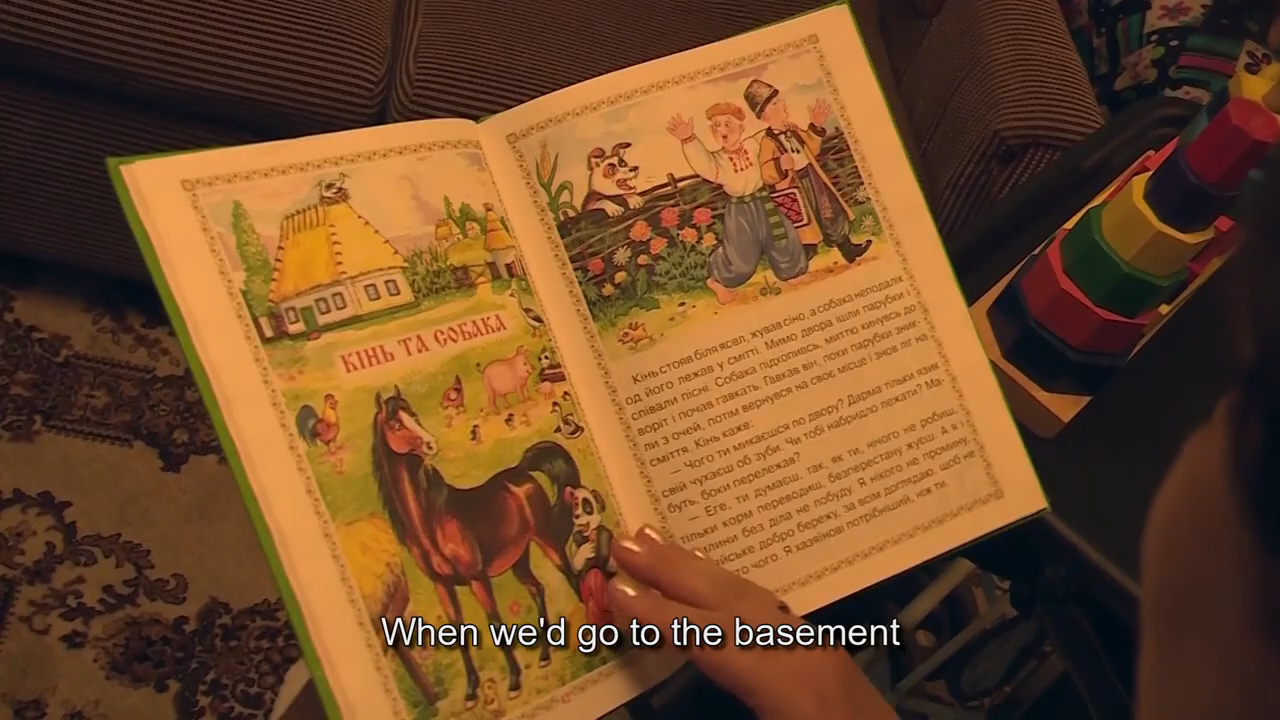 КІНЬ ТА СОБАКА
Кінь стояв біля ясел, жував сіно, а собака неподалік
од його лежав у смітті. Мимо двора ішли парубки і
співали пісні. Собака підхопивсь, миттю кинувсь до
воріт і почав гавкать. Гавкав він, поки парубки зник-
ли з очей, потім вернувся на своє місце і знов ліг на
сміття. Кінь каже:
— Чого ти микаєшся по двору? Дарма тільки язик
свій чухаєш об зуби. Чи тобі набридло лежати? Ма-
буть, боки перележав?
— Еге, ти думаєш, так, як ти, нічого не робиш,
тільки корм переводиш, безперестану жуєш. А я і
илини без діла не побуду. Я нікого не промину,
айське добро бережу, за всім доглядаю, щоб не
то чого. Я хазяїнові потрібніший, ніж ти.
When we'd go to the basement